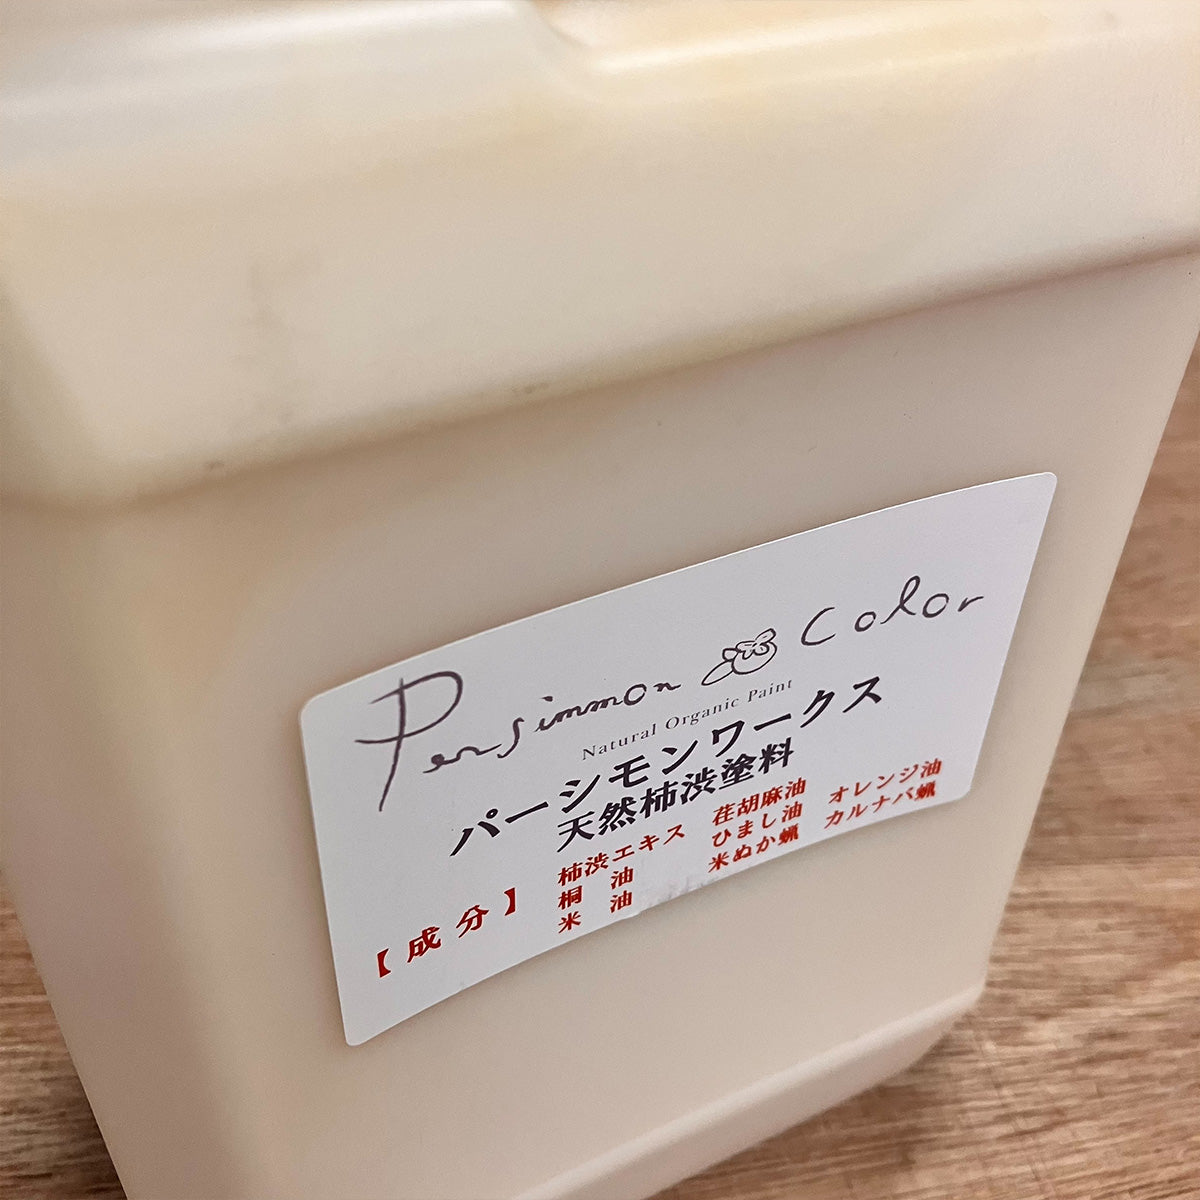 Persimmon Color
Natural Organic Paint
パーシモンワークス
天然柿渋塗料
【成分】
柿渋エキス 荏胡麻油 オレンジ油
桐 油 ひまし油 カルナバ蝋
米 油 米ぬか蝋